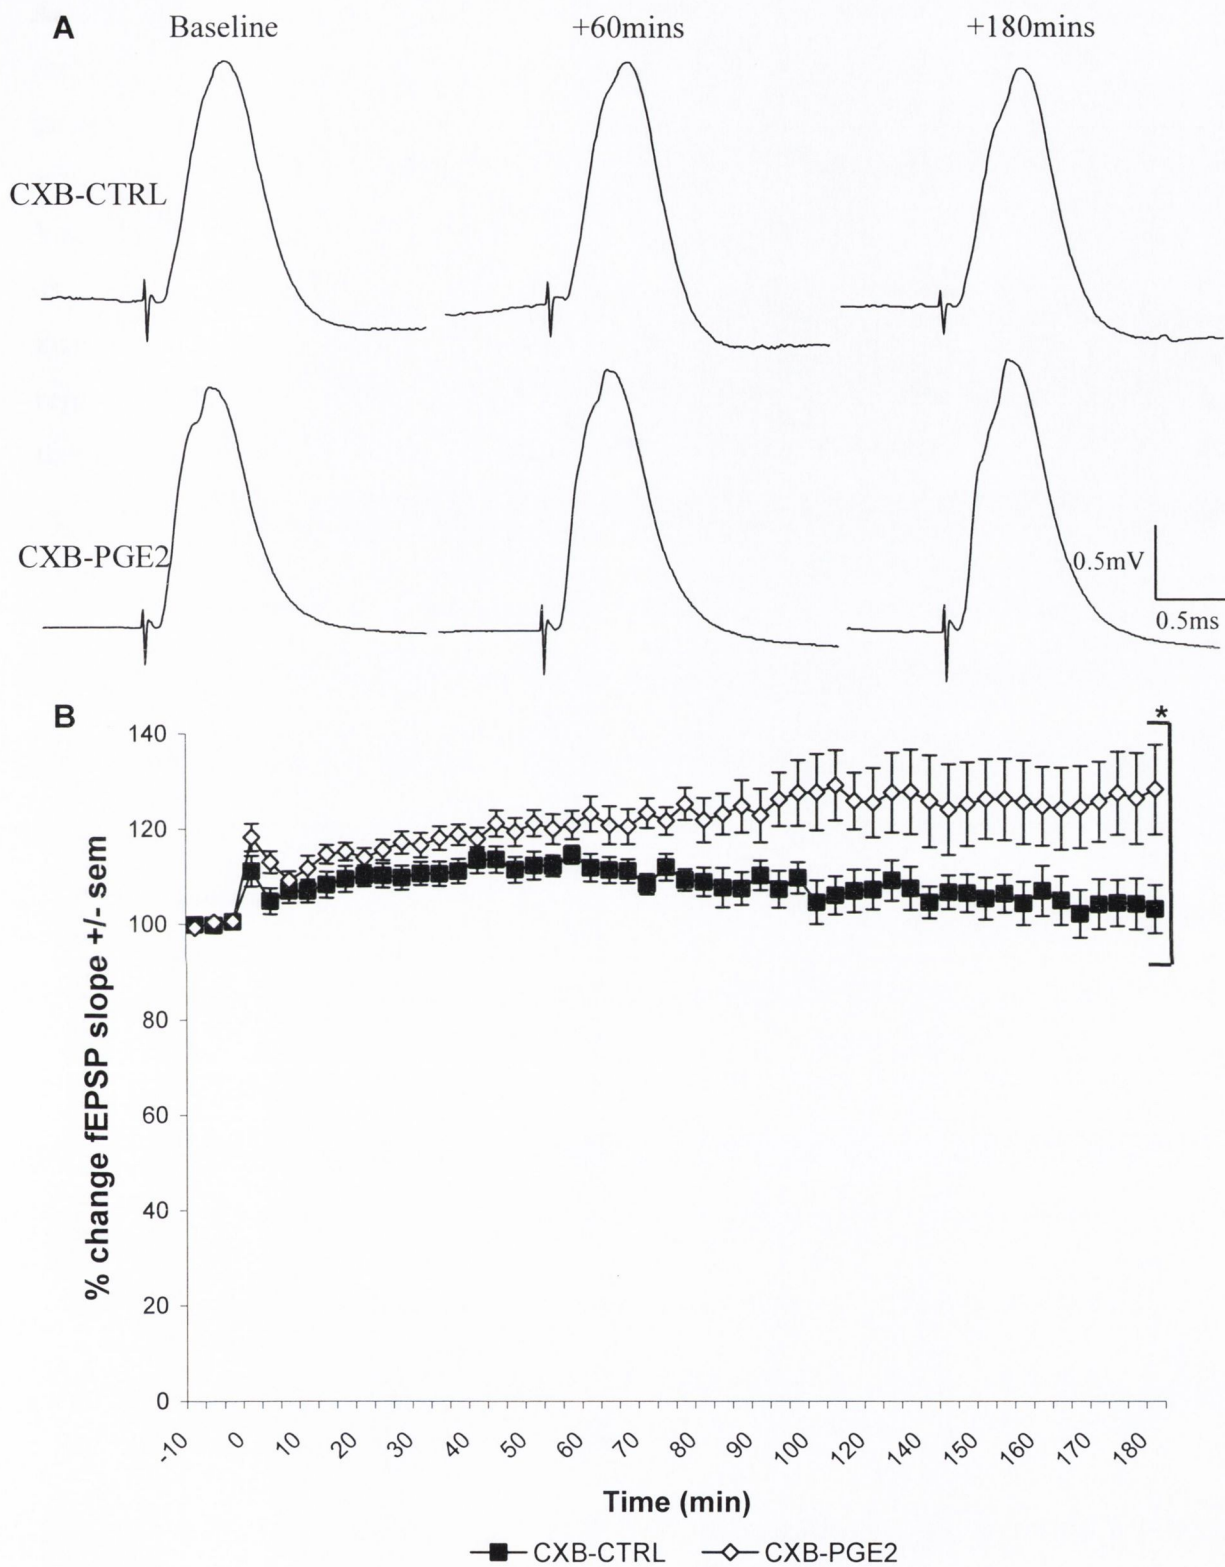 A
Baseline +60mins +180mins
CXB-CTRL
CXB-PGE2
0.5mV
0.5ms
B
*
140
120
100
80
60
40
20
0
% change fEPSP slope +/- sem
-10 0 10 20 30 40 50 60 70 80 90 100 120 140 150 160 170 180
Time (min)
CXB-CTRL CXB-PGE2